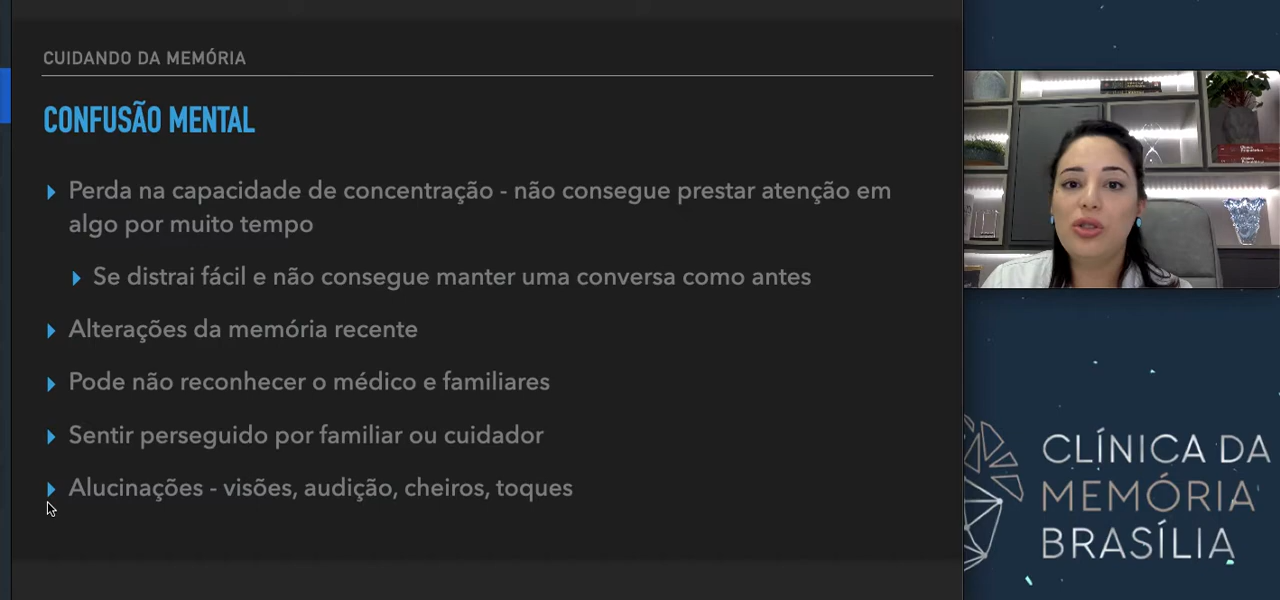 CUIDANDO DA MEMÓRIA
CONFUSÃO MENTAL
Perda na capacidade de concentração - não consegue prestar atenção em
algo por muito tempo
Se distrai fácil e não consegue manter uma conversa como antes
Alterações da memória recente
Pode não reconhecer o médico e familiares
Sentir perseguido por familiar ou cuidador
Alucinações - visões, audição, cheiros, toques
CLÍNICA DA
MEMÓRIA
BRASÍLIA